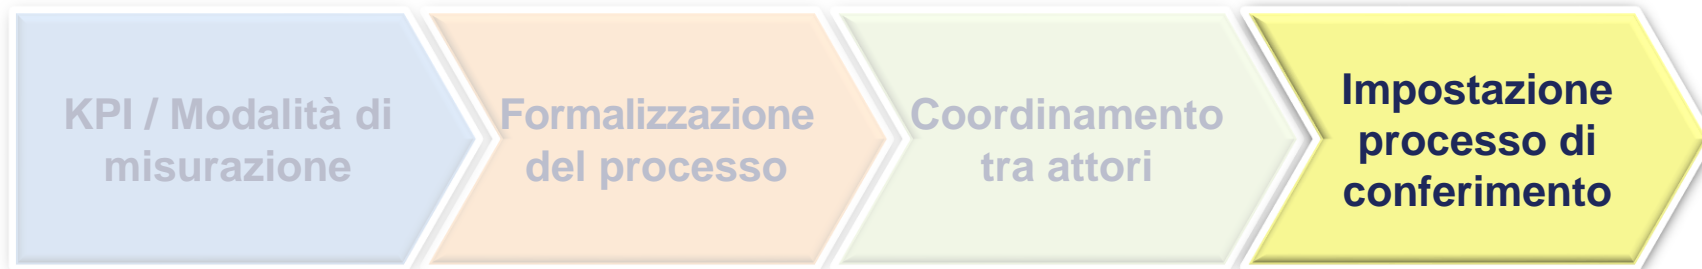 KPI / Modalità di
misurazione
Formalizzazione
del processo
Coordinamento
tra attori
Impostazione
processo di
conferimento